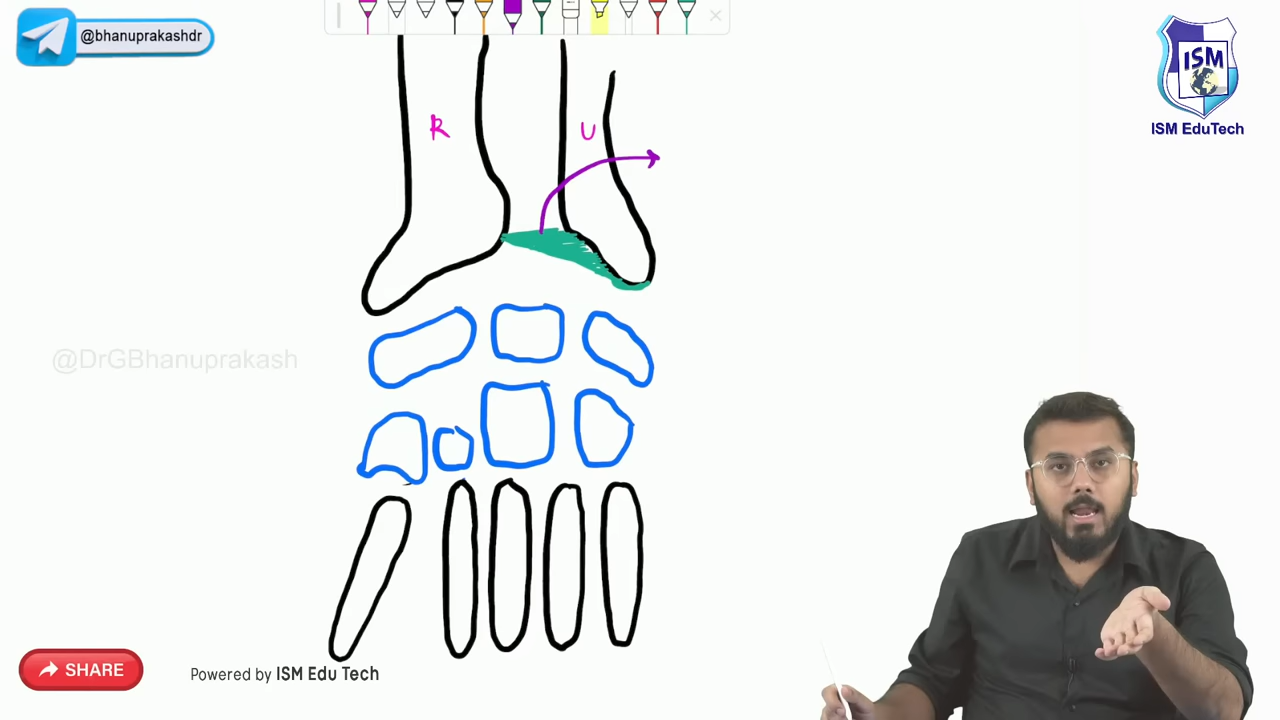 @bhanuprakashdr
ISM
ISM EduTech
R
U
@DrGBhanuprakash
SHARE
Powered by ISM Edu Tech